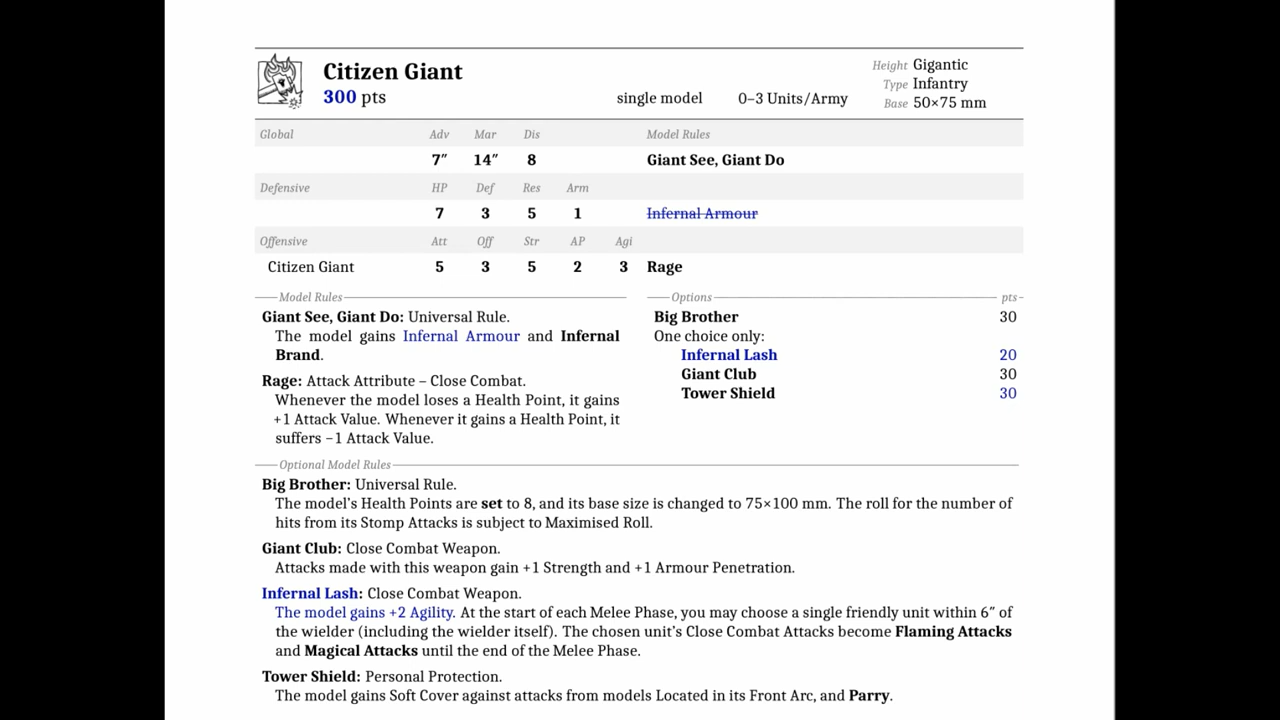 Citizen Giant
300 pts
single model
0–3 Units/Army
Height Gigantic
Type Infantry
Base 50×75 mm
Global Adv Mar Dis Model Rules
7″ 14″ 8 Giant See, Giant Do
Defensive HP Def Res Arm
7 3 5 1 Infernal Armour
Offensive Att Off Str AP Agi
Citizen Giant 5 3 5 2 3 Rage
Model Rules
Giant See, Giant Do: Universal Rule.
The model gains Infernal Armour and Infernal
Brand.
Rage: Attack Attribute – Close Combat.
Whenever the model loses a Health Point, it gains
+1 Attack Value. Whenever it gains a Health Point, it
suffers −1 Attack Value.
Options pts
Big Brother 30
One choice only:
Infernal Lash 20
Giant Club 30
Tower Shield 30
Optional Model Rules
Big Brother: Universal Rule.
The model's Health Points are set to 8, and its base size is changed to 75×100 mm. The roll for the number of
hits from its Stomp Attacks is subject to Maximised Roll.
Giant Club: Close Combat Weapon.
Attacks made with this weapon gain +1 Strength and +1 Armour Penetration.
Infernal Lash: Close Combat Weapon.
The model gains +2 Agility. At the start of each Melee Phase, you may choose a single friendly unit within 6″ of
the wielder (including the wielder itself). The chosen unit's Close Combat Attacks become Flaming Attacks
and Magical Attacks until the end of the Melee Phase.
Tower Shield: Personal Protection.
The model gains Soft Cover against attacks from models Located in its Front Arc, and Parry.